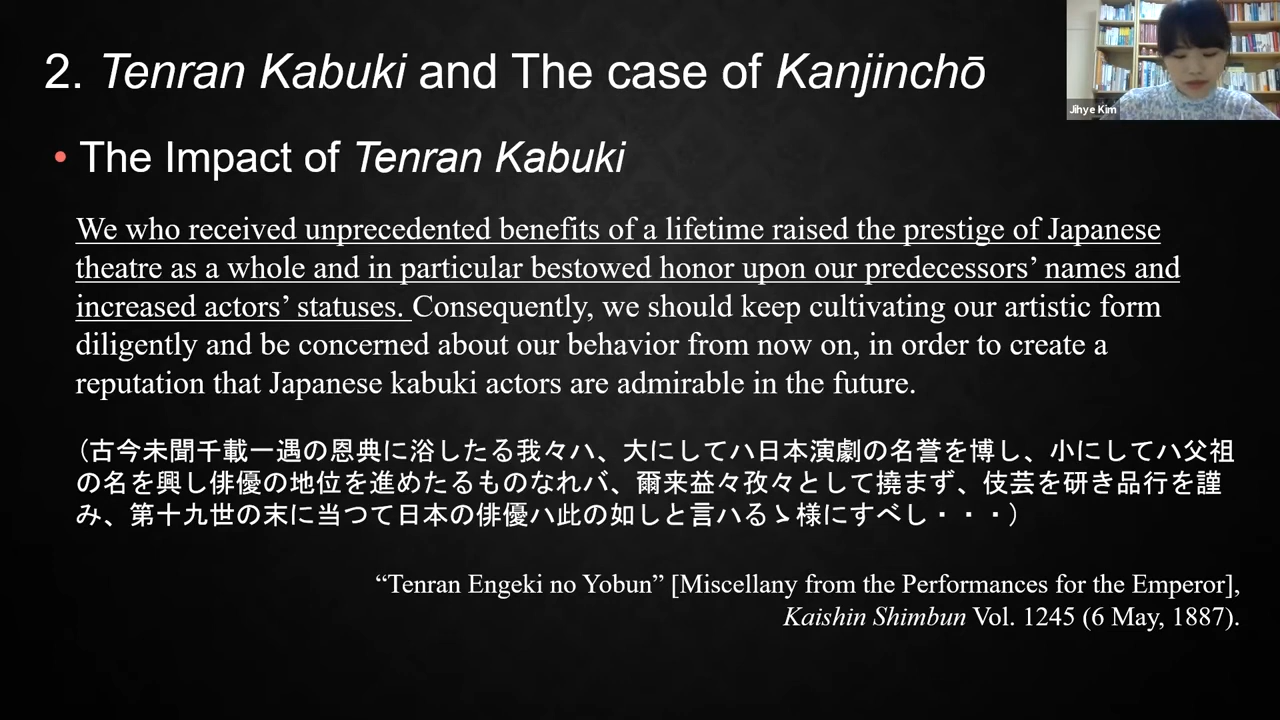 2. Tenran Kabuki and The case of Kanjinchō
Jihye Kim
• The Impact of Tenran Kabuki
We who received unprecedented benefits of a lifetime raised the prestige of Japanese
theatre as a whole and in particular bestowed honor upon our predecessors’ names and
increased actors’ statuses. Consequently, we should keep cultivating our artistic form
diligently and be concerned about our behavior from now on, in order to create a
reputation that Japanese kabuki actors are admirable in the future.
（古今未聞千載一遇の恩典に浴したる我々ハ、大にしてハ日本演劇の名誉を博し、小にしてハ父祖
の名を興し俳優の地位を進めたるものなれバ、爾来益々孜々として撓まず、伎芸を研き品行を謹
み、第十九世の末に当つて日本の俳優ハ此の如しと言ハるゝ様にすべし・・・）
“Tenran Engeki no Yobun” [Miscellany from the Performances for the Emperor],
Kaishin Shimbun Vol. 1245 (6 May, 1887).